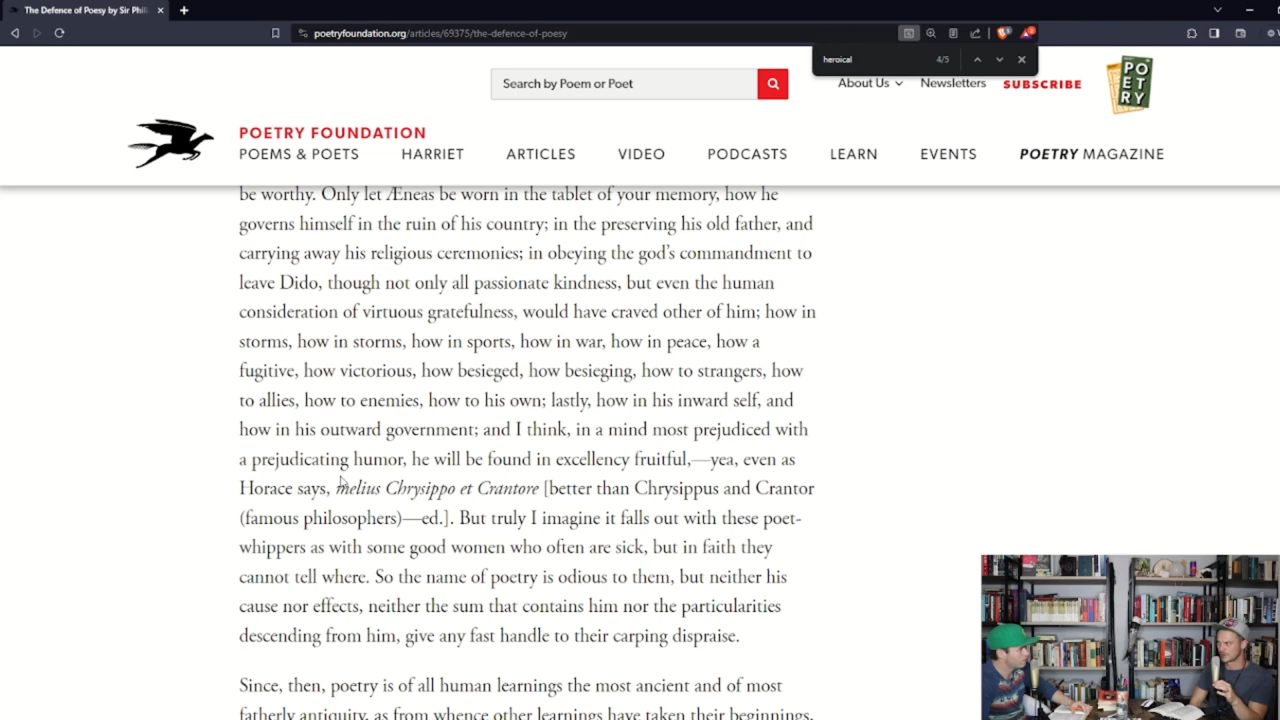 The Defence of Poesy by Sir Phil
poetryfoundation.org/articles/69375/the-defence-of-poesy
heroical 4/5
Search by Poem or Poet
About Us
Newsletters
SUBSCRIBE
PO
ET
RY
POETRY FOUNDATION
POEMS & POETS HARRIET ARTICLES VIDEO PODCASTS LEARN EVENTS POETRY MAGAZINE
be worthy. Only let Æneas be worn in the tablet of your memory, how he
governs himself in the ruin of his country; in the preserving his old father, and
carrying away his religious ceremonies; in obeying the god's commandment to
leave Dido, though not only all passionate kindness, but even the human
consideration of virtuous gratefulness, would have craved other of him; how in
storms, how in storms, how in sports, how in war, how in peace, how a
fugitive, how victorious, how besieged, how besieging, how to strangers, how
to allies, how to enemies, how to his own; lastly, how in his inward self, and
how in his outward government; and I think, in a mind most prejudiced with
a prejudicating humor, he will be found in excellency fruitful,—yea, even as
Horace says, melius Chrysippo et Crantore [better than Chrysippus and Crantor
(famous philosophers)—ed.]. But truly I imagine it falls out with these poet-
whippers as with some good women who often are sick, but in faith they
cannot tell where. So the name of poetry is odious to them, but neither his
cause nor effects, neither the sum that contains him nor the particularities
descending from him, give any fast handle to their carping dispraise.
Since, then, poetry is of all human learnings the most ancient and of most
fatherly antiquity, as from whence other learnings have taken their beginnings,